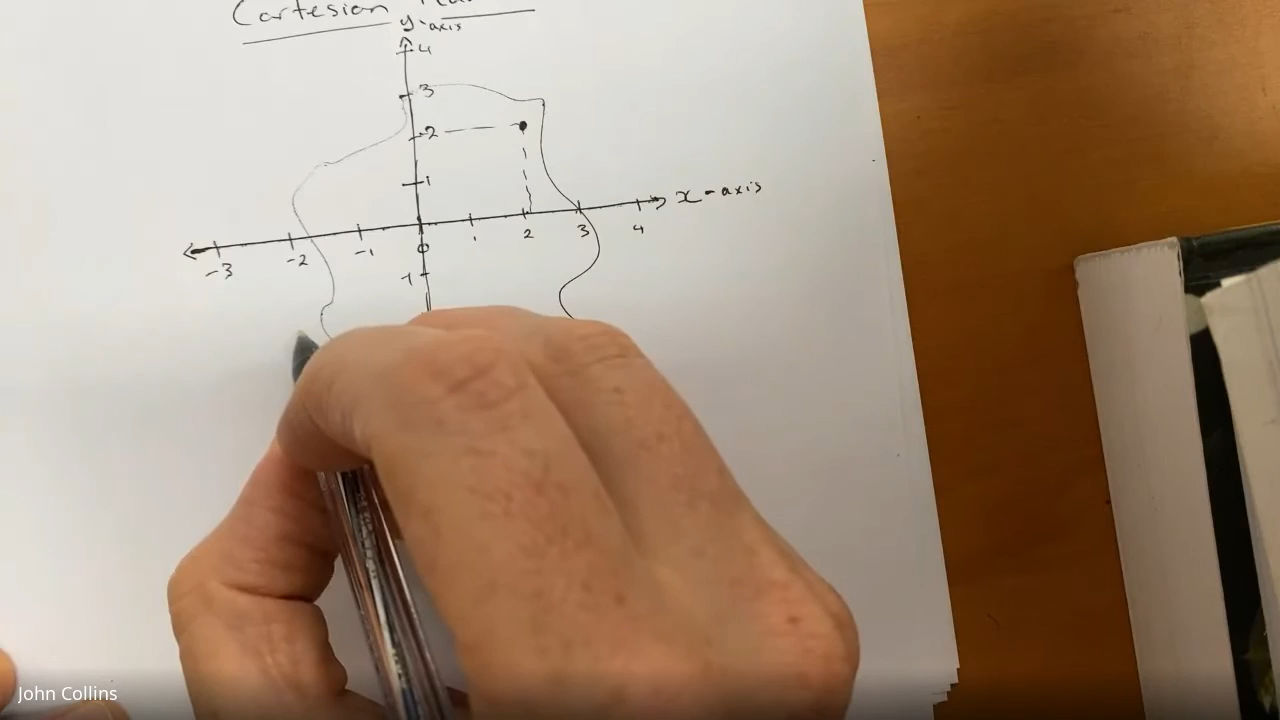 Cartesian
y-axis
4
3
2
1
x-axis
-3 -2 -1 0 1 2 3 4
-1
John Collins